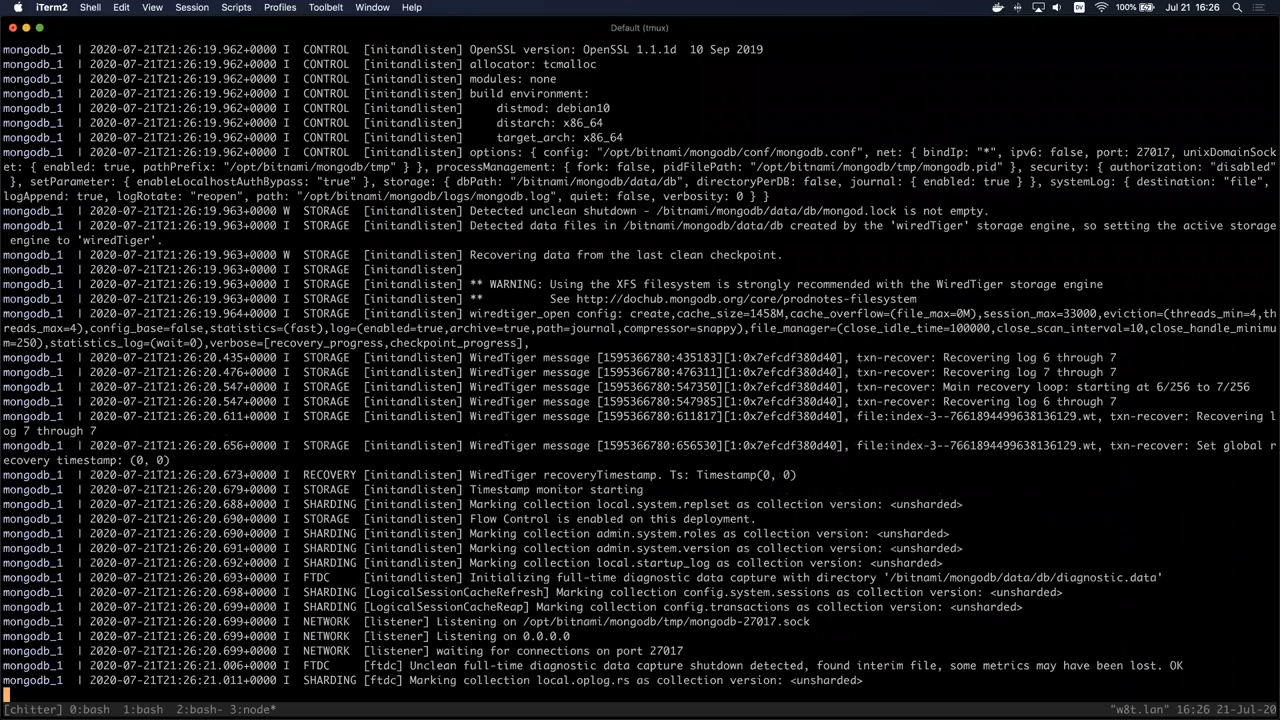 iTerm2 Shell Edit View Session Scripts Profiles Toolbelt Window Help 100% Jul 21 16:26
Default (tmux)
mongodb_1  | 2020-07-21T21:26:19.962+0000 I  CONTROL  [initandlisten] OpenSSL version: OpenSSL 1.1.1d  10 Sep 2019
mongodb_1  | 2020-07-21T21:26:19.962+0000 I  CONTROL  [initandlisten] allocator: tcmalloc
mongodb_1  | 2020-07-21T21:26:19.962+0000 I  CONTROL  [initandlisten] modules: none
mongodb_1  | 2020-07-21T21:26:19.962+0000 I  CONTROL  [initandlisten] build environment:
mongodb_1  | 2020-07-21T21:26:19.962+0000 I  CONTROL  [initandlisten]     distmod: debian10
mongodb_1  | 2020-07-21T21:26:19.962+0000 I  CONTROL  [initandlisten]     distarch: x86_64
mongodb_1  | 2020-07-21T21:26:19.962+0000 I  CONTROL  [initandlisten]     target_arch: x86_64
mongodb_1  | 2020-07-21T21:26:19.962+0000 I  CONTROL  [initandlisten] options: { config: "/opt/bitnami/mongodb/conf/mongodb.conf", net: { bindIp: "*", ipv6: false, port: 27017, unixDomainSock
et: { enabled: true, pathPrefix: "/opt/bitnami/mongodb/tmp" } }, processManagement: { fork: false, pidFilePath: "/opt/bitnami/mongodb/tmp/mongodb.pid" }, security: { authorization: "disabled"
 }, setParameter: { enableLocalhostAuthBypass: "true" }, storage: { dbPath: "/bitnami/mongodb/data/db", directoryPerDB: false, journal: { enabled: true } }, systemLog: { destination: "file",
logAppend: true, logRotate: "reopen", path: "/opt/bitnami/mongodb/logs/mongodb.log", quiet: false, verbosity: 0 } }
mongodb_1  | 2020-07-21T21:26:19.963+0000 W  STORAGE  [initandlisten] Detected unclean shutdown - /bitnami/mongodb/data/db/mongod.lock is not empty.
mongodb_1  | 2020-07-21T21:26:19.963+0000 I  STORAGE  [initandlisten] Detected data files in /bitnami/mongodb/data/db created by the 'wiredTiger' storage engine, so setting the active storage
 engine to 'wiredTiger'.
mongodb_1  | 2020-07-21T21:26:19.963+0000 W  STORAGE  [initandlisten] Recovering data from the last clean checkpoint.
mongodb_1  | 2020-07-21T21:26:19.963+0000 I  STORAGE  [initandlisten]
mongodb_1  | 2020-07-21T21:26:19.963+0000 I  STORAGE  [initandlisten] ** WARNING: Using the XFS filesystem is strongly recommended with the WiredTiger storage engine
mongodb_1  | 2020-07-21T21:26:19.963+0000 I  STORAGE  [initandlisten] **          See http://dochub.mongodb.org/core/prodnotes-filesystem
mongodb_1  | 2020-07-21T21:26:19.963+0000 I  STORAGE  [initandlisten] wiredtiger_open config: create,cache_size=1458M,cache_overflow=(file_max=0M),session_max=33000,eviction=(threads_min=4,th
reads_max=4),config_base=false,statistics=(fast),log=(enabled=true,archive=true,path=journal,compressor=snappy),file_manager=(close_idle_time=100000,close_scan_interval=10,close_handle_minimu
m=250),statistics_log=(wait=0),verbose=[recovery_progress,checkpoint_progress],
mongodb_1  | 2020-07-21T21:26:20.435+0000 I  STORAGE  [initandlisten] WiredTiger message [1595366780:435183][1:0x7efcdf380d40], txn-recover: Recovering log 6 through 7
mongodb_1  | 2020-07-21T21:26:20.476+0000 I  STORAGE  [initandlisten] WiredTiger message [1595366780:476311][1:0x7efcdf380d40], txn-recover: Recovering log 7 through 7
mongodb_1  | 2020-07-21T21:26:20.547+0000 I  STORAGE  [initandlisten] WiredTiger message [1595366780:547350][1:0x7efcdf380d40], txn-recover: Main recovery loop: starting at 6/256 to 7/256
mongodb_1  | 2020-07-21T21:26:20.547+0000 I  STORAGE  [initandlisten] WiredTiger message [1595366780:547985][1:0x7efcdf380d40], txn-recover: Recovering log 6 through 7
mongodb_1  | 2020-07-21T21:26:20.611+0000 I  STORAGE  [initandlisten] WiredTiger message [1595366780:611817][1:0x7efcdf380d40], file:index-3--7661894499638136129.wt, txn-recover: Recovering l
og 7 through 7
mongodb_1  | 2020-07-21T21:26:20.656+0000 I  STORAGE  [initandlisten] WiredTiger message [1595366780:656530][1:0x7efcdf380d40], file:index-3--7661894499638136129.wt, txn-recover: Set global r
ecovery timestamp: (0, 0)
mongodb_1  | 2020-07-21T21:26:20.673+0000 I  RECOVERY [initandlisten] WiredTiger recoveryTimestamp. Ts: Timestamp(0, 0)
mongodb_1  | 2020-07-21T21:26:20.679+0000 I  STORAGE  [initandlisten] Timestamp monitor starting
mongodb_1  | 2020-07-21T21:26:20.688+0000 I  SHARDING [initandlisten] Marking collection local.system.replset as collection version: <unsharded>
mongodb_1  | 2020-07-21T21:26:20.690+0000 I  STORAGE  [initandlisten] Flow Control is enabled on this deployment.
mongodb_1  | 2020-07-21T21:26:20.690+0000 I  SHARDING [initandlisten] Marking collection admin.system.roles as collection version: <unsharded>
mongodb_1  | 2020-07-21T21:26:20.691+0000 I  SHARDING [initandlisten] Marking collection admin.system.version as collection version: <unsharded>
mongodb_1  | 2020-07-21T21:26:20.692+0000 I  SHARDING [initandlisten] Marking collection local.startup_log as collection version: <unsharded>
mongodb_1  | 2020-07-21T21:26:20.693+0000 I  FTDC     [initandlisten] Initializing full-time diagnostic data capture with directory '/bitnami/mongodb/data/db/diagnostic.data'
mongodb_1  | 2020-07-21T21:26:20.698+0000 I  SHARDING [LogicalSessionCacheRefresh] Marking collection config.system.sessions as collection version: <unsharded>
mongodb_1  | 2020-07-21T21:26:20.699+0000 I  SHARDING [LogicalSessionCacheReap] Marking collection config.transactions as collection version: <unsharded>
mongodb_1  | 2020-07-21T21:26:20.699+0000 I  NETWORK  [listener] Listening on /opt/bitnami/mongodb/tmp/mongodb-27017.sock
mongodb_1  | 2020-07-21T21:26:20.699+0000 I  NETWORK  [listener] Listening on 0.0.0.0
mongodb_1  | 2020-07-21T21:26:20.699+0000 I  NETWORK  [listener] waiting for connections on port 27017
mongodb_1  | 2020-07-21T21:26:21.006+0000 I  FTDC     [ftdc] Unclean full-time diagnostic data capture shutdown detected, found interim file, some metrics may have been lost. OK
mongodb_1  | 2020-07-21T21:26:21.011+0000 I  SHARDING [ftdc] Marking collection local.oplog.rs as collection version: <unsharded>
[chitter] 0:bash  1:bash  2:bash- 3:node* "w8t.lan" 16:26 21-Jul-20